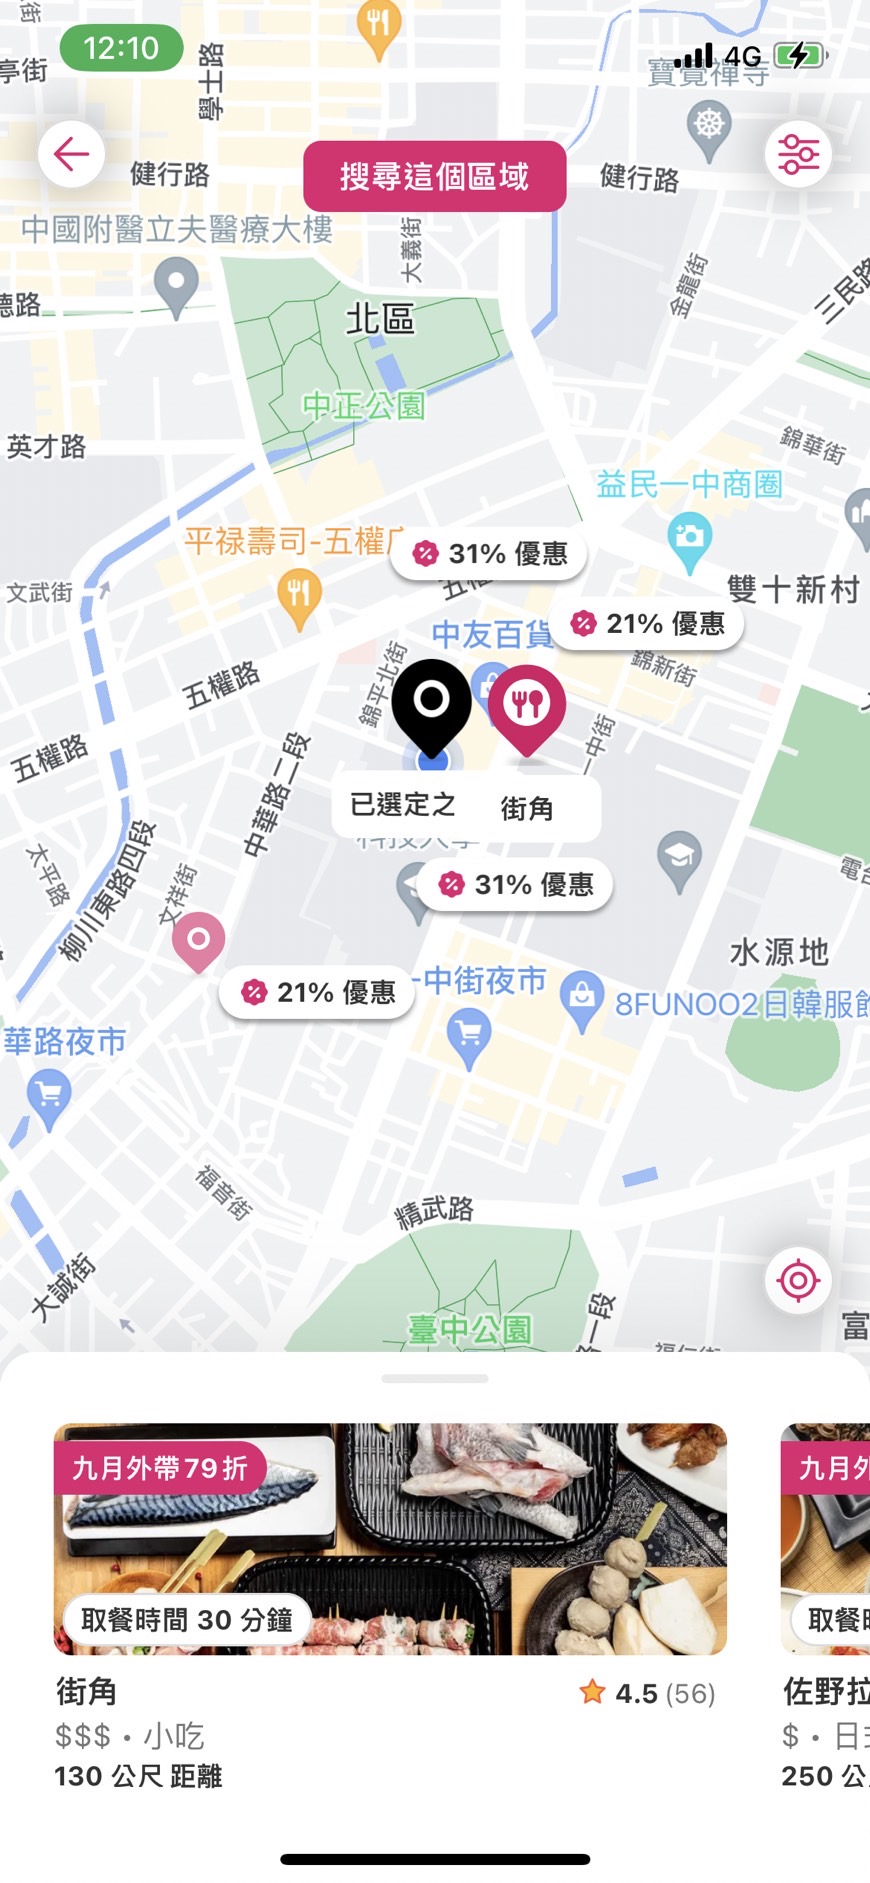 12:10
4G
學士路
寶覺禪寺
健行路
搜尋這個區域
健行路
中國附醫立夫醫療大樓
大義街
金龍街
三民路
北區
中正公園
英才路
錦華街
益民一中商圈
平禄壽司-五權
31% 優惠
文武街
雙十新村
21% 優惠
中友百貨
錦新街
錦平北街
五權路
五權路
中華路二段
一中街
已選定之
街角
太平路
柳川東路四段
文祥街
31% 優惠
水源地
21% 優惠
一中街夜市
8FUNOO2日韓服飾
華路夜市
福音街
精武路
大誠街
臺中公園
九月外帶79折
九月外
取餐時間 30 分鐘
取餐時
街角
4.5 (56)
佐野拉
$$$ • 小吃
$ • 日式
130 公尺 距離
250 公